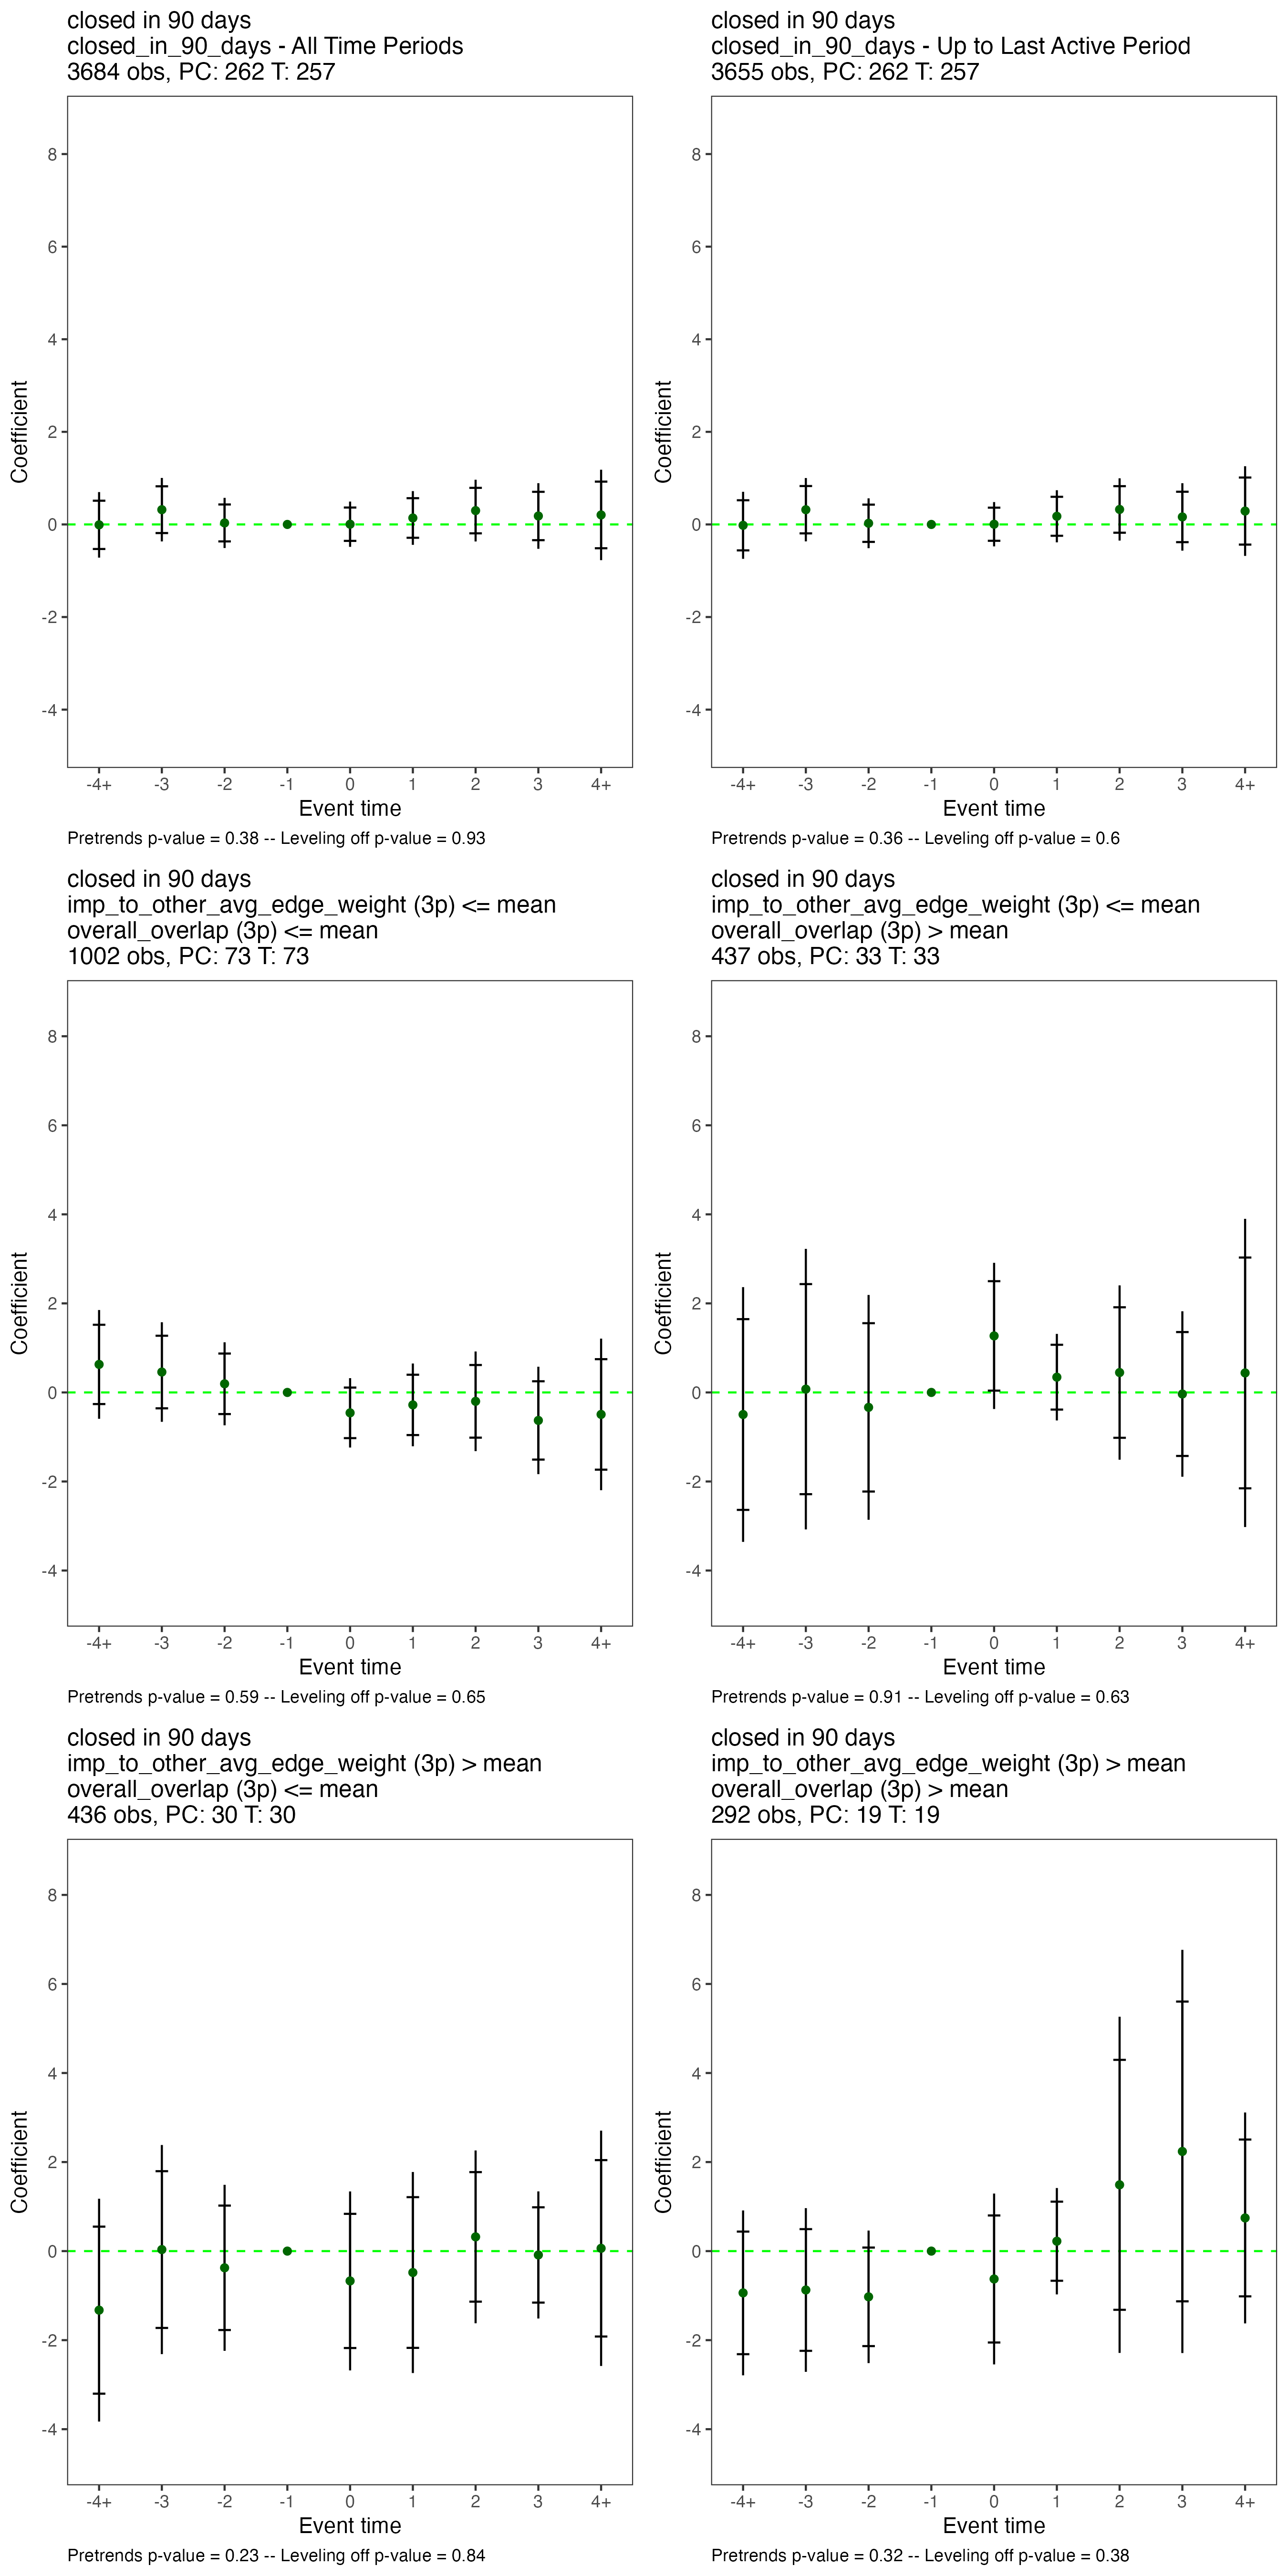 closed in 90 days
closed_in_90_days - All Time Periods
3684 obs, PC: 262 T: 257
8
6
4
2
0
-2
-4
Coefficient
-4+ -3 -2 -1 0 1 2 3 4+
Event time
Pretrends p-value = 0.38 -- Leveling off p-value = 0.93
closed in 90 days
closed_in_90_days - Up to Last Active Period
3655 obs, PC: 262 T: 257
8
6
4
2
0
-2
-4
Coefficient
-4+ -3 -2 -1 0 1 2 3 4+
Event time
Pretrends p-value = 0.36 -- Leveling off p-value = 0.6
closed in 90 days
imp_to_other_avg_edge_weight (3p) <= mean
overall_overlap (3p) <= mean
1002 obs, PC: 73 T: 73
8
6
4
2
0
-2
-4
Coefficient
-4+ -3 -2 -1 0 1 2 3 4+
Event time
Pretrends p-value = 0.59 -- Leveling off p-value = 0.65
closed in 90 days
imp_to_other_avg_edge_weight (3p) <= mean
overall_overlap (3p) > mean
437 obs, PC: 33 T: 33
8
6
4
2
0
-2
-4
Coefficient
-4+ -3 -2 -1 0 1 2 3 4+
Event time
Pretrends p-value = 0.91 -- Leveling off p-value = 0.63
closed in 90 days
imp_to_other_avg_edge_weight (3p) > mean
overall_overlap (3p) <= mean
436 obs, PC: 30 T: 30
8
6
4
2
0
-2
-4
Coefficient
-4+ -3 -2 -1 0 1 2 3 4+
Event time
Pretrends p-value = 0.23 -- Leveling off p-value = 0.84
closed in 90 days
imp_to_other_avg_edge_weight (3p) > mean
overall_overlap (3p) > mean
292 obs, PC: 19 T: 19
8
6
4
2
0
-2
-4
Coefficient
-4+ -3 -2 -1 0 1 2 3 4+
Event time
Pretrends p-value = 0.32 -- Leveling off p-value = 0.38